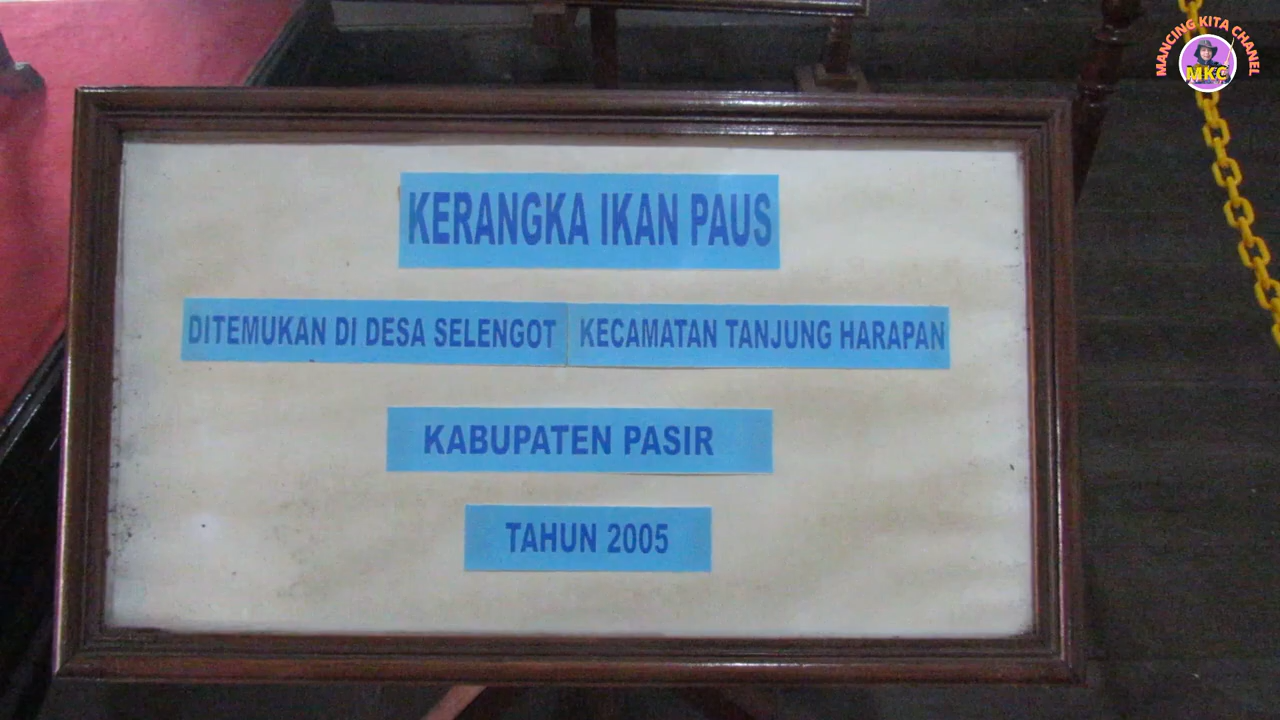 MANCING KITA CHANEL
MKC
KERANGKA IKAN PAUS
DITEMUKAN DI DESA SELENGOT KECAMATAN TANJUNG HARAPAN
KABUPATEN PASIR
TAHUN 2005